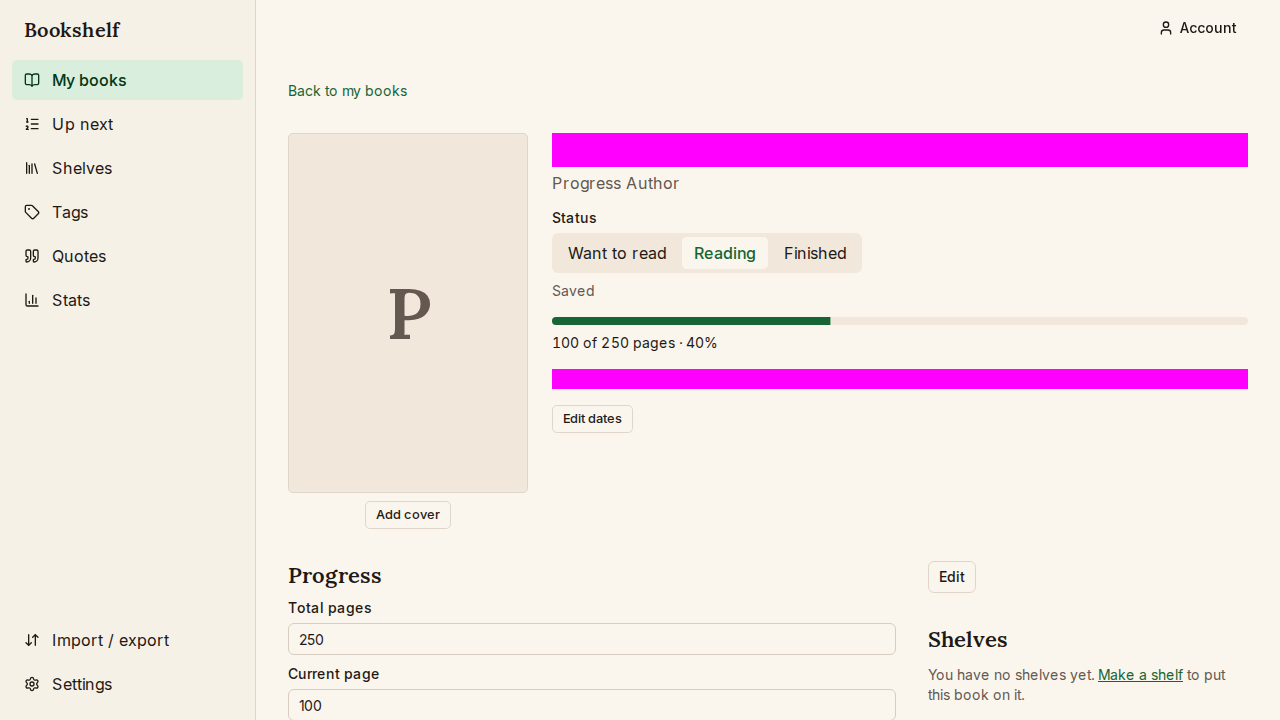 Bookshelf
My books
Up next
Shelves
Tags
Quotes
Stats
Import / export
Settings
Account
Back to my books
P
Add cover
Progress Author
Status
Want to read Reading Finished
Saved
100 of 250 pages · 40%
Edit dates
Progress
Total pages
250
Current page
100
Edit
Shelves
You have no shelves yet. Make a shelf to put
this book on it.